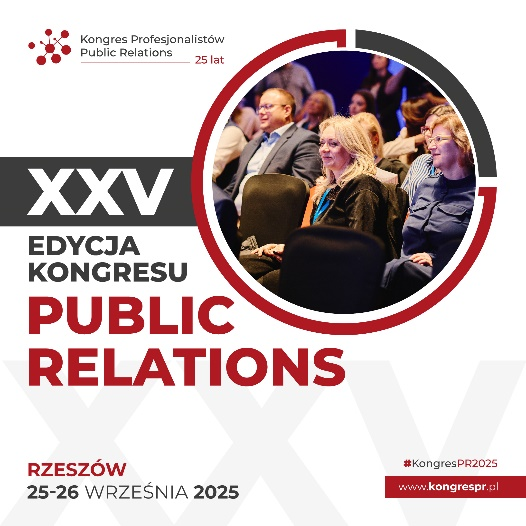 Kongres Profesjonalistów
Public Relations
25 lat
XXV
EDYCJA
KONGRESU
PUBLIC
RELATIONS
XXV
RZESZÓW
25-26 WRZEŚNIA 2025
#KongresPR2025
www.kongrespr.pl